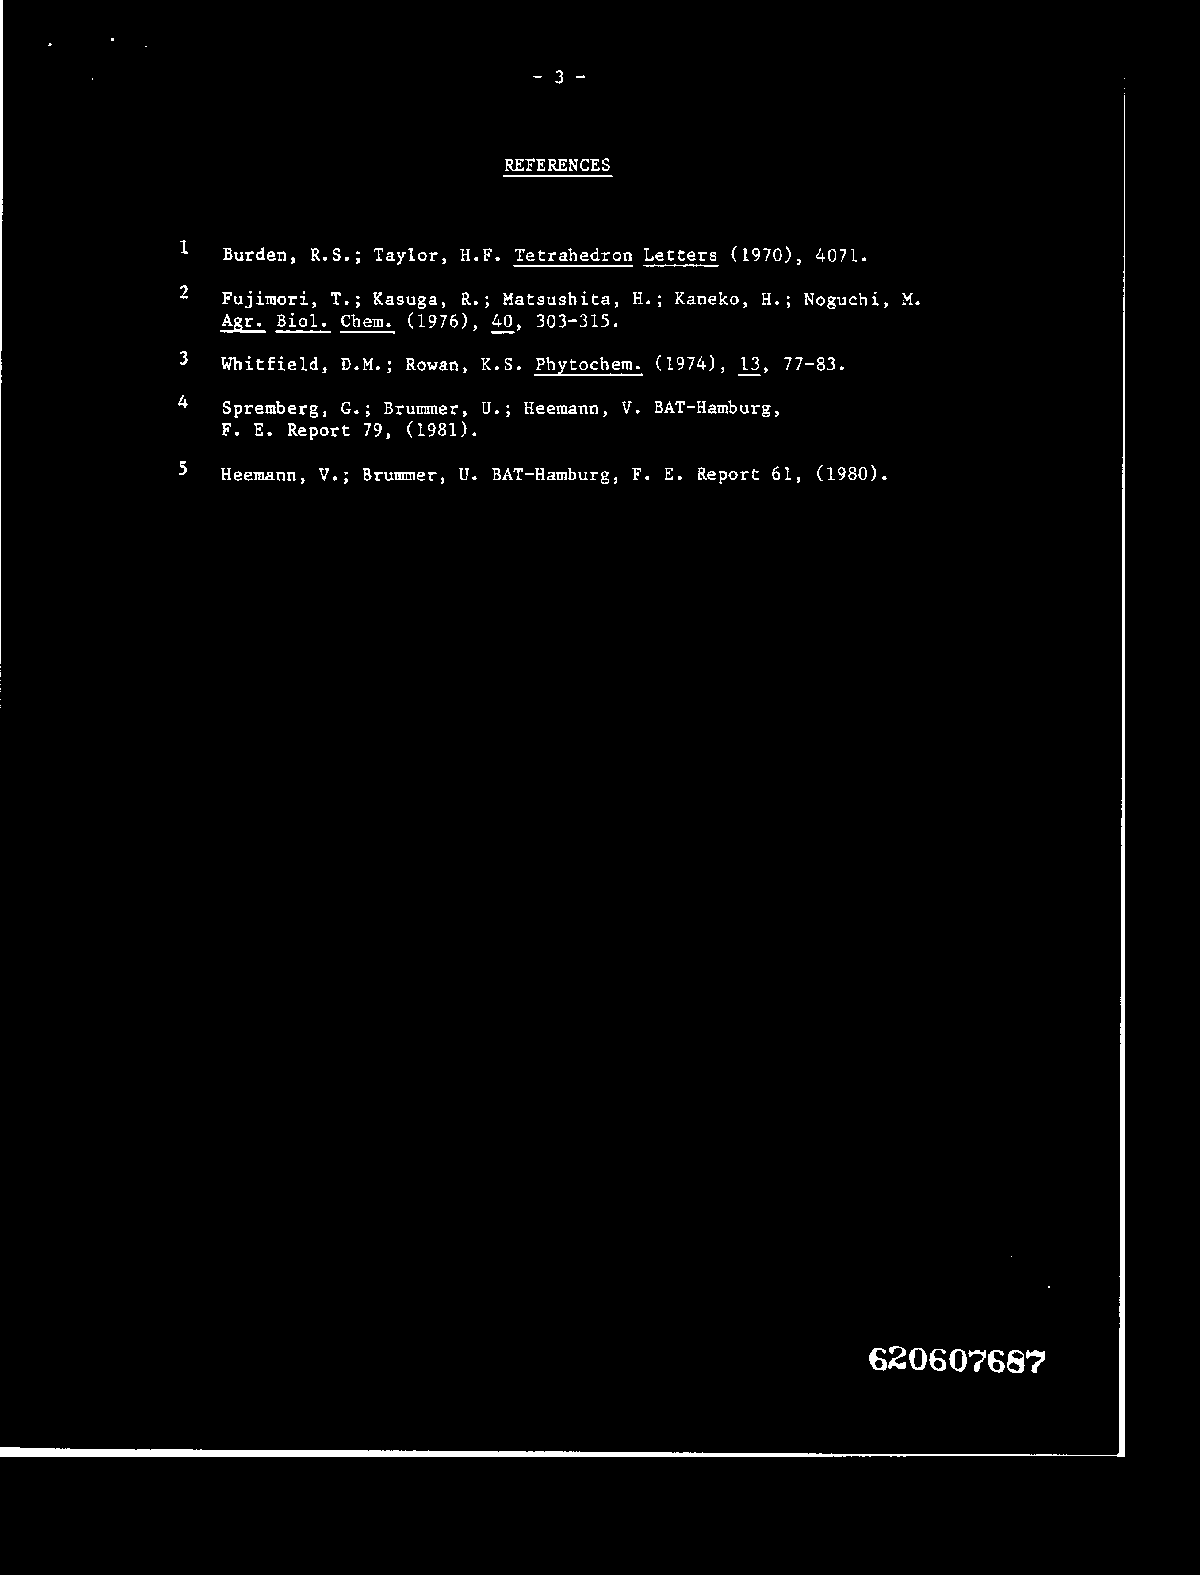 - 3 -
REFERENCES
1 Burden, R.S.; Taylor, H.F. Tetrahedron Letters (1970), 4071.
2 Fujimori, T.; Kasuga, R.; Matsushita, H.; Kaneko, H.; Noguchi, M.
Agr. Biol. Chem. (1976), 40, 303-315.
3 Whitfield, D.M.; Rowan, K.S. Phytochem. (1974), 13, 77-83.
4 Spremberg, G.; Brummer, U.; Heemann, V. BAT-Hamburg,
F. E. Report 79, (1981).
5 Heemann, V.; Brummer, U. BAT-Hamburg, F. E. Report 61, (1980).
620607687